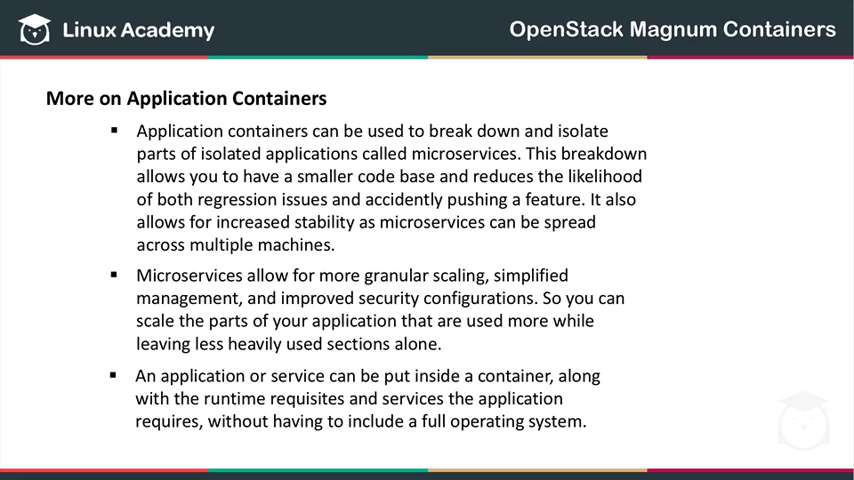 Linux Academy
OpenStack Magnum Containers
More on Application Containers
▪ Application containers can be used to break down and isolate
parts of isolated applications called microservices. This breakdown
allows you to have a smaller code base and reduces the likelihood
of both regression issues and accidently pushing a feature. It also
allows for increased stability as microservices can be spread
across multiple machines.
▪ Microservices allow for more granular scaling, simplified
management, and improved security configurations. So you can
scale the parts of your application that are used more while
leaving less heavily used sections alone.
▪ An application or service can be put inside a container, along
with the runtime requisites and services the application
requires, without having to include a full operating system.